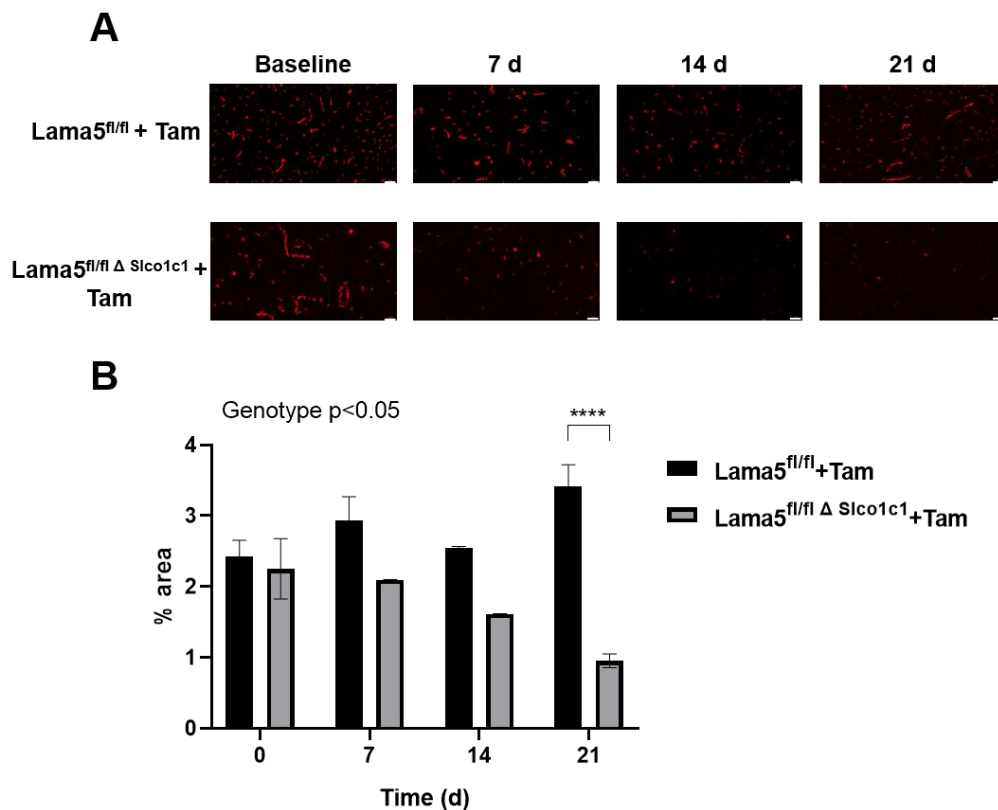 A
Baseline
7 d
14 d
21 d
Lama5fl/fl + Tam
Lama5fl/fl Δ Slco1c1 +
Tam
B
Genotype p<0.05
****
4
3
2
1
0
% area
0
7
14
21
Time (d)
Lama5fl/fl+Tam
Lama5fl/fl Δ Slco1c1+Tam